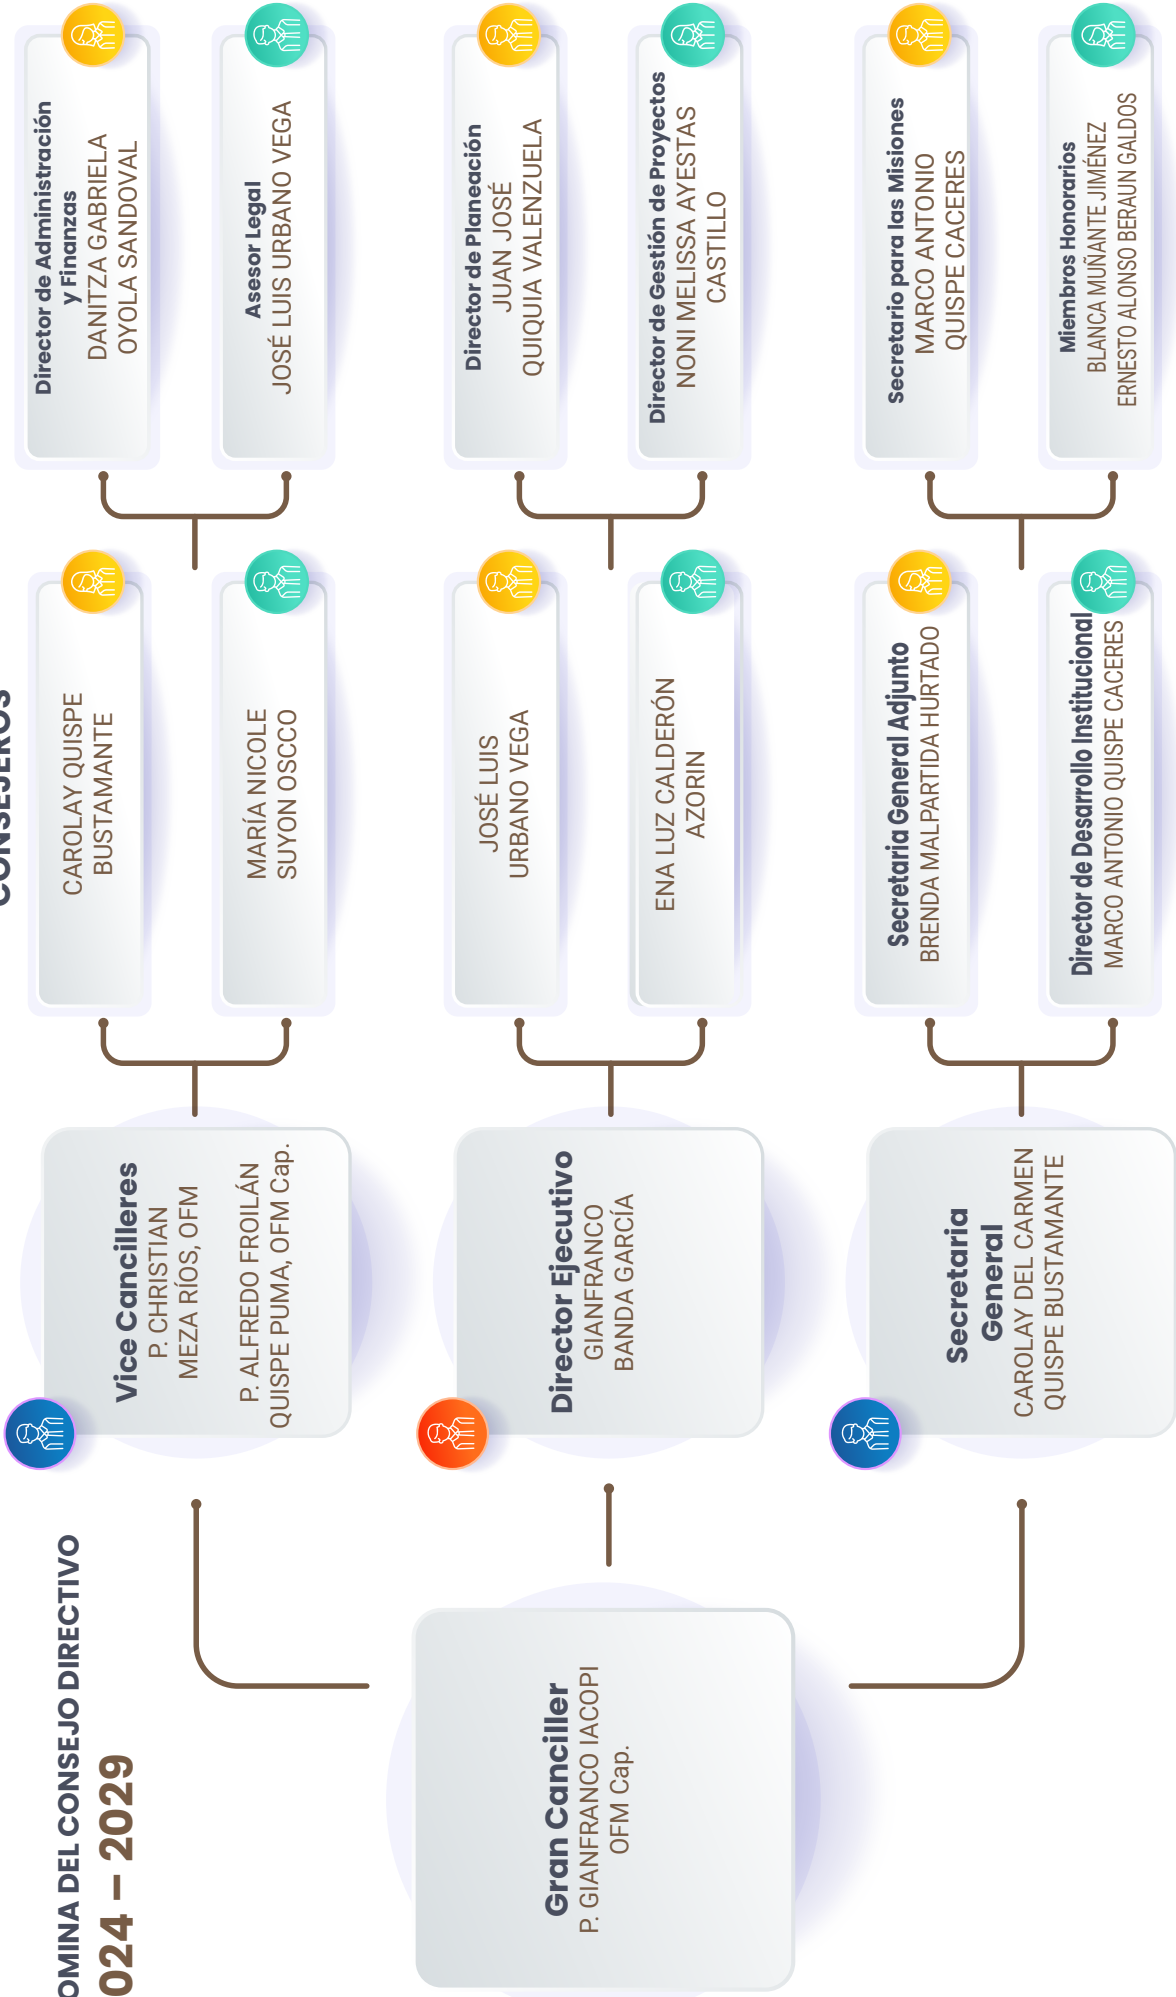 OMINA DEL CONSEJO DIRECTIVO
024 – 2029
Gran Canciller
P. GIANFRANCO IACOPI
OFM Cap.
Vice Cancilleres
P. CHRISTIAN
MEZA RÍOS, OFM
P. ALFREDO FROILÁN
QUISPE PUMA, OFM Cap.
Director Ejecutivo
GIANFRANCO
BANDA GARCÍA
Secretaria
General
CAROLAY DEL CARMEN
QUISPE BUSTAMANTE
CONSEJEROS
CAROLAY QUISPE
BUSTAMANTE
MARÍA NICOLE
SUYON OSCCO
JOSÉ LUIS
URBANO VEGA
ENA LUZ CALDERÓN
AZORIN
Secretaria General Adjunto
BRENDA MALPARTIDA HURTADO
Director de Desarrollo Institucional
MARCO ANTONIO QUISPE CACERES
Director de Administración
y Finanzas
DANITZA GABRIELA
OYOLA SANDOVAL
Asesor Legal
JOSÉ LUIS URBANO VEGA
Director de Planeación
JUAN JOSÉ
QUIQUIA VALENZUELA
Director de Gestión de Proyectos
NONI MELISSA AYESTAS
CASTILLO
Secretario para las Misiones
MARCO ANTONIO
QUISPE CACERES
Miembros Honorarios
BLANCA MUÑANTE JIMÉNEZ
ERNESTO ALONSO BERAUN GALDOS